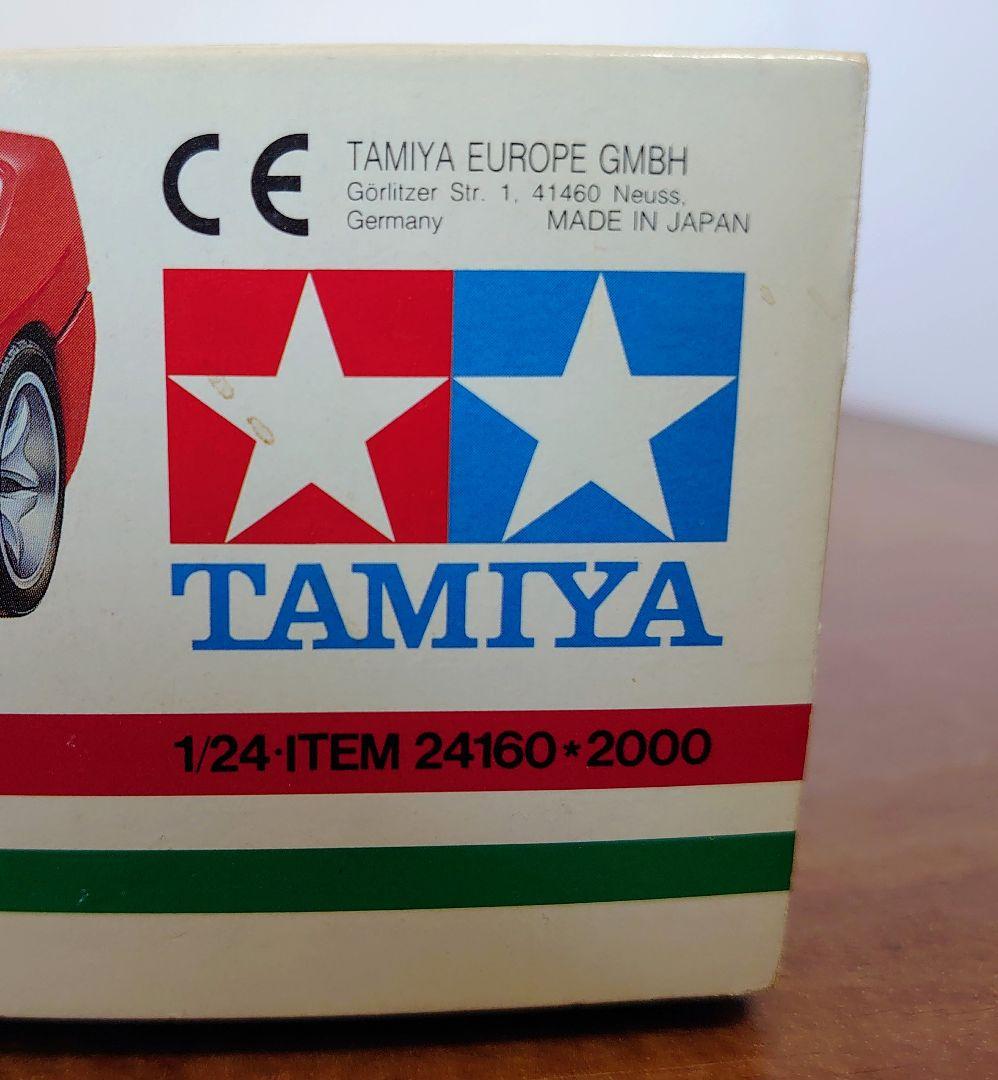 CE TAMIYA EUROPE GMBH
Görlitzer Str. 1, 41460 Neuss,
Germany MADE IN JAPAN
TAMIYA
1/24·ITEM 24160*2000